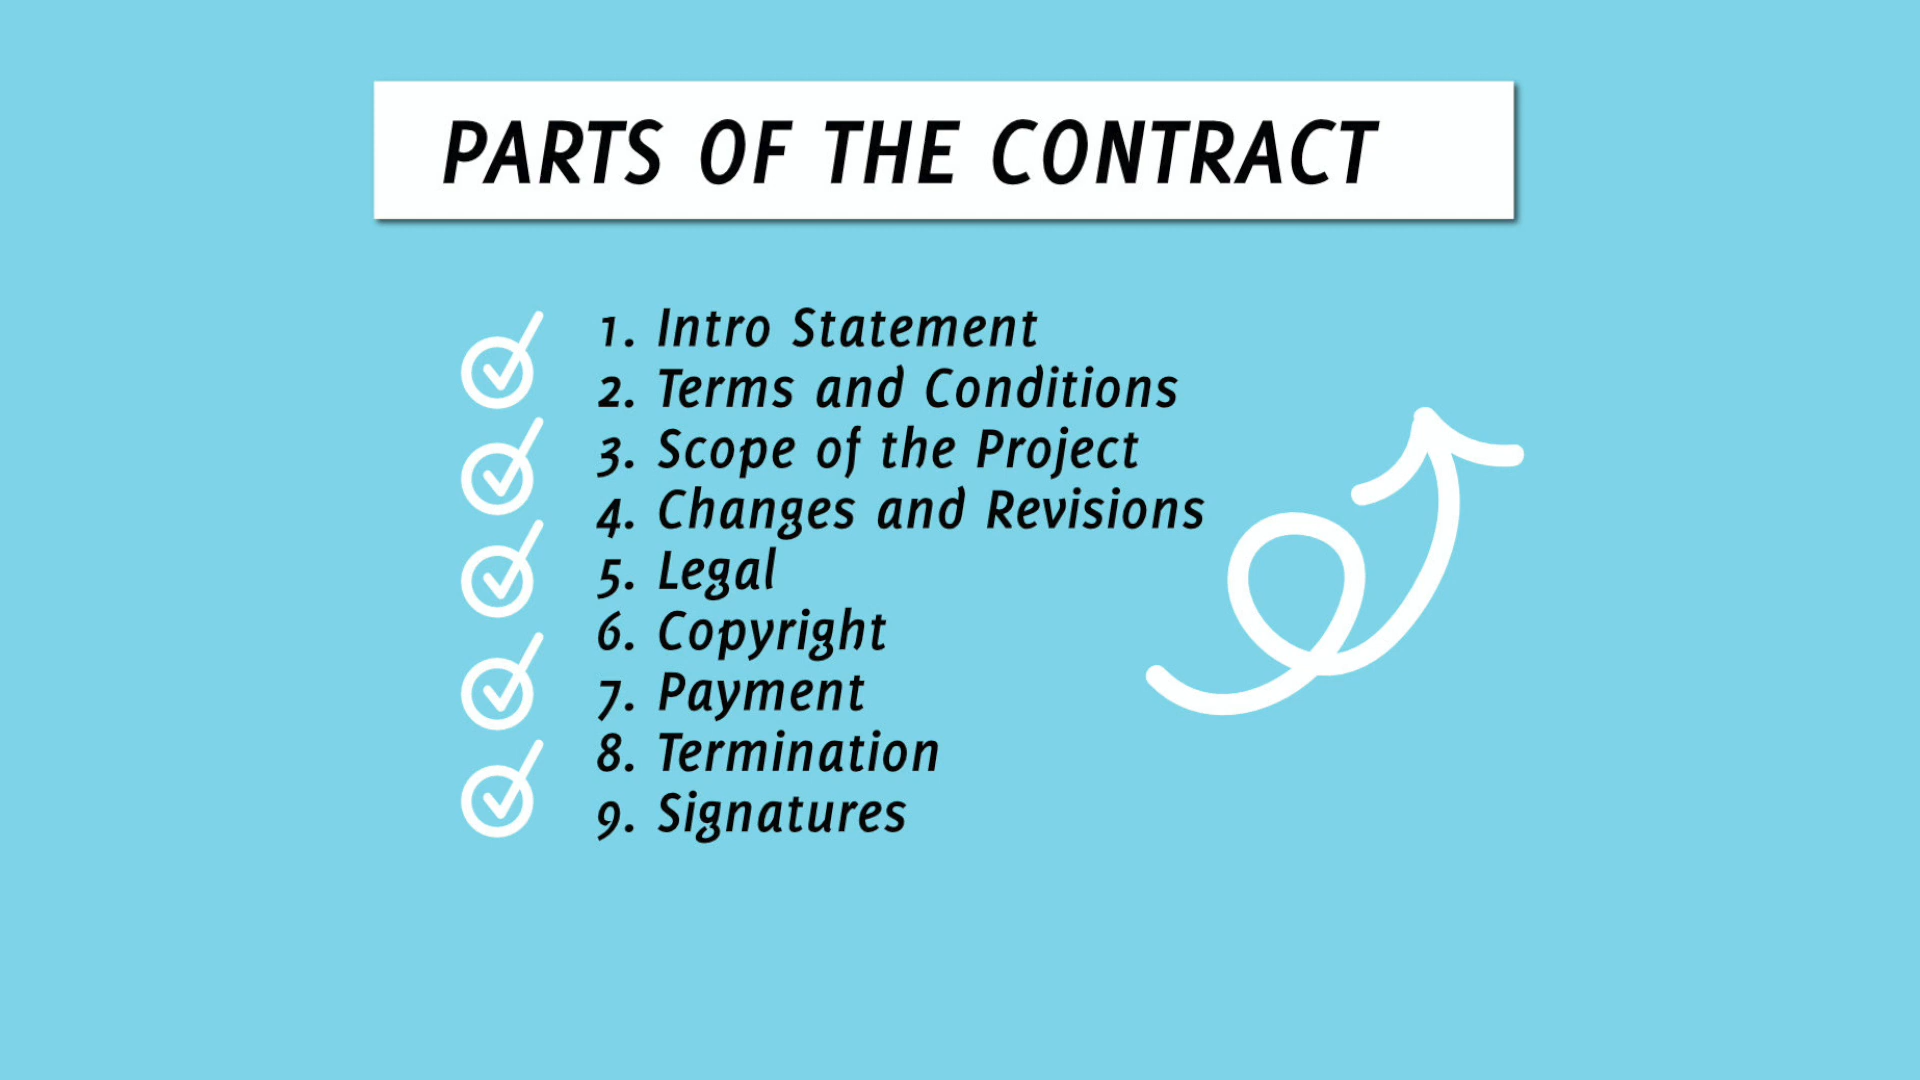 PARTS OF THE CONTRACT
1. Intro Statement
2. Terms and Conditions
3. Scope of the Project
4. Changes and Revisions
5. Legal
6. Copyright
7. Payment
8. Termination
9. Signatures